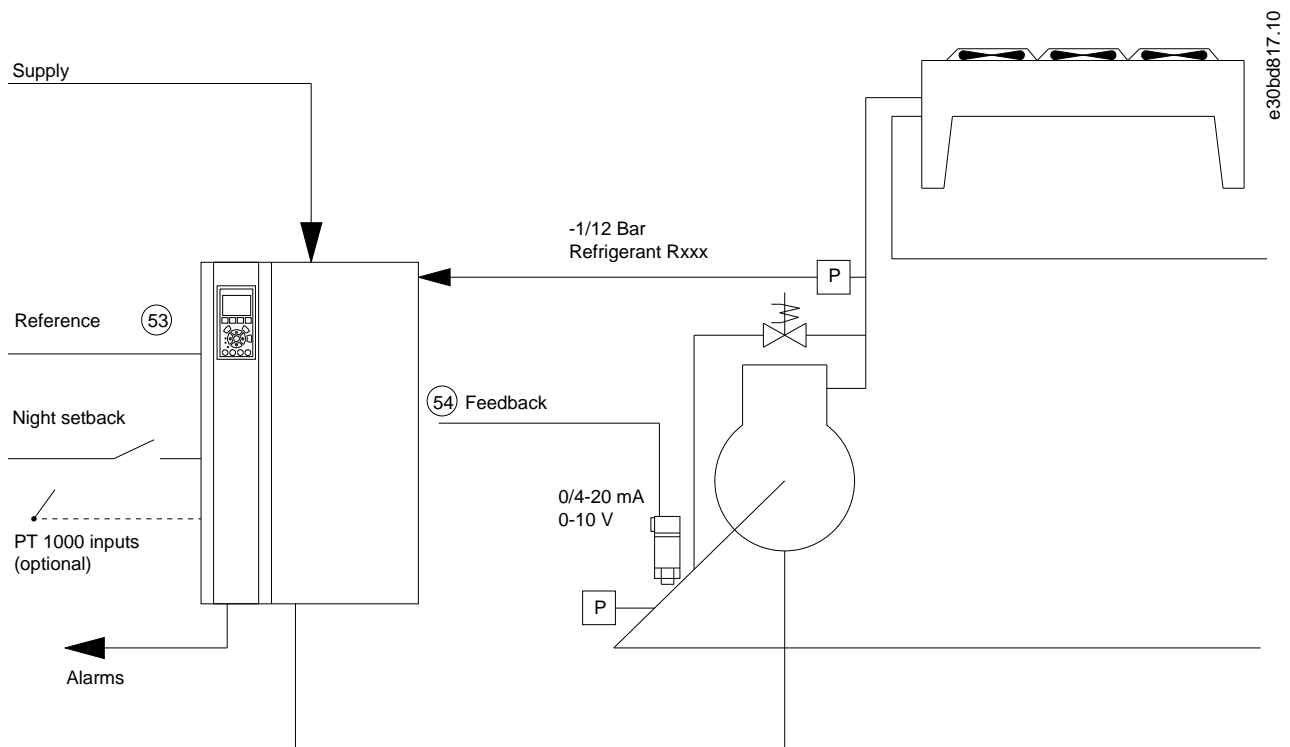 e30bd817.10
Supply
-1/12 Bar
Refrigerant Rxxx
P
Reference 53
54 Feedback
Night setback
0/4-20 mA
0-10 V
PT 1000 inputs
(optional)
P
Alarms